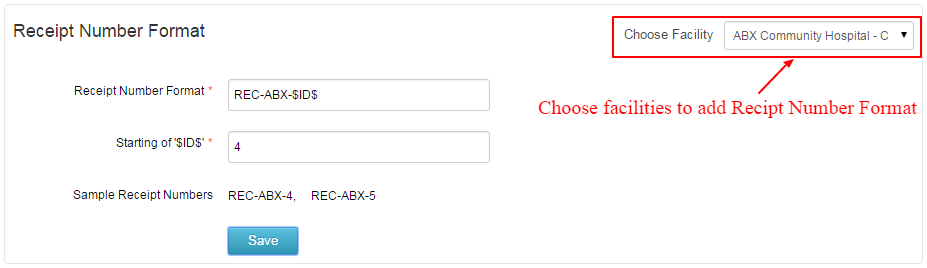 Receipt Number Format
Choose Facility ABX Community Hospital - C
Receipt Number Format * REC-ABX-$ID$
Choose facilities to add Recipt Number Format
Starting of '$ID$' * 4
Sample Receipt Numbers REC-ABX-4, REC-ABX-5
Save